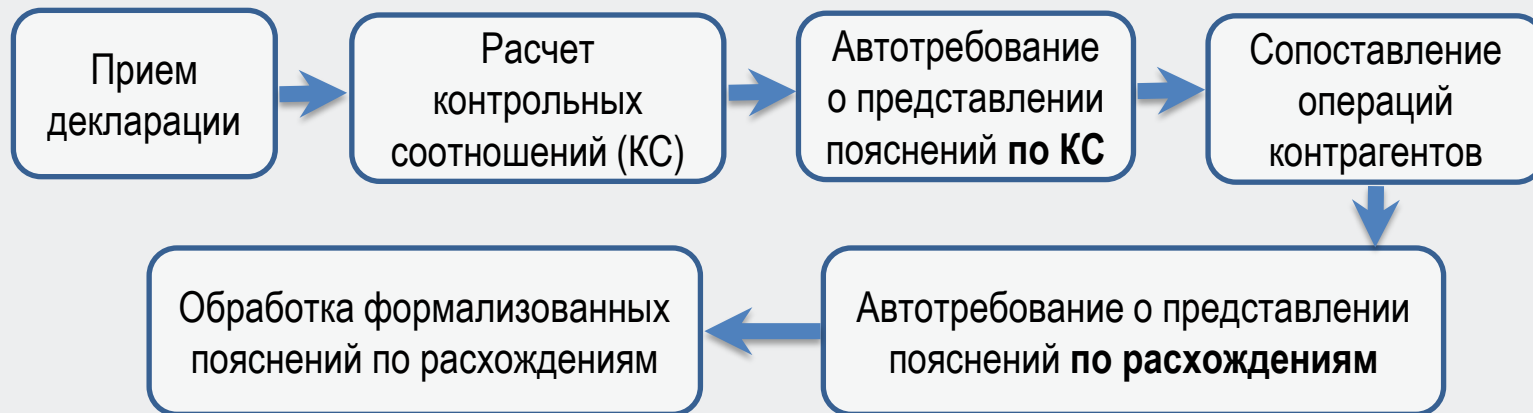 Прием
декларации
Расчет
контрольных
соотношений (КС)
Автотребование
о представлении
пояснений по КС
Сопоставление
операций
контрагентов
Автотребование о представлении
пояснений по расхождениям
Обработка формализованных
пояснений по расхождениям